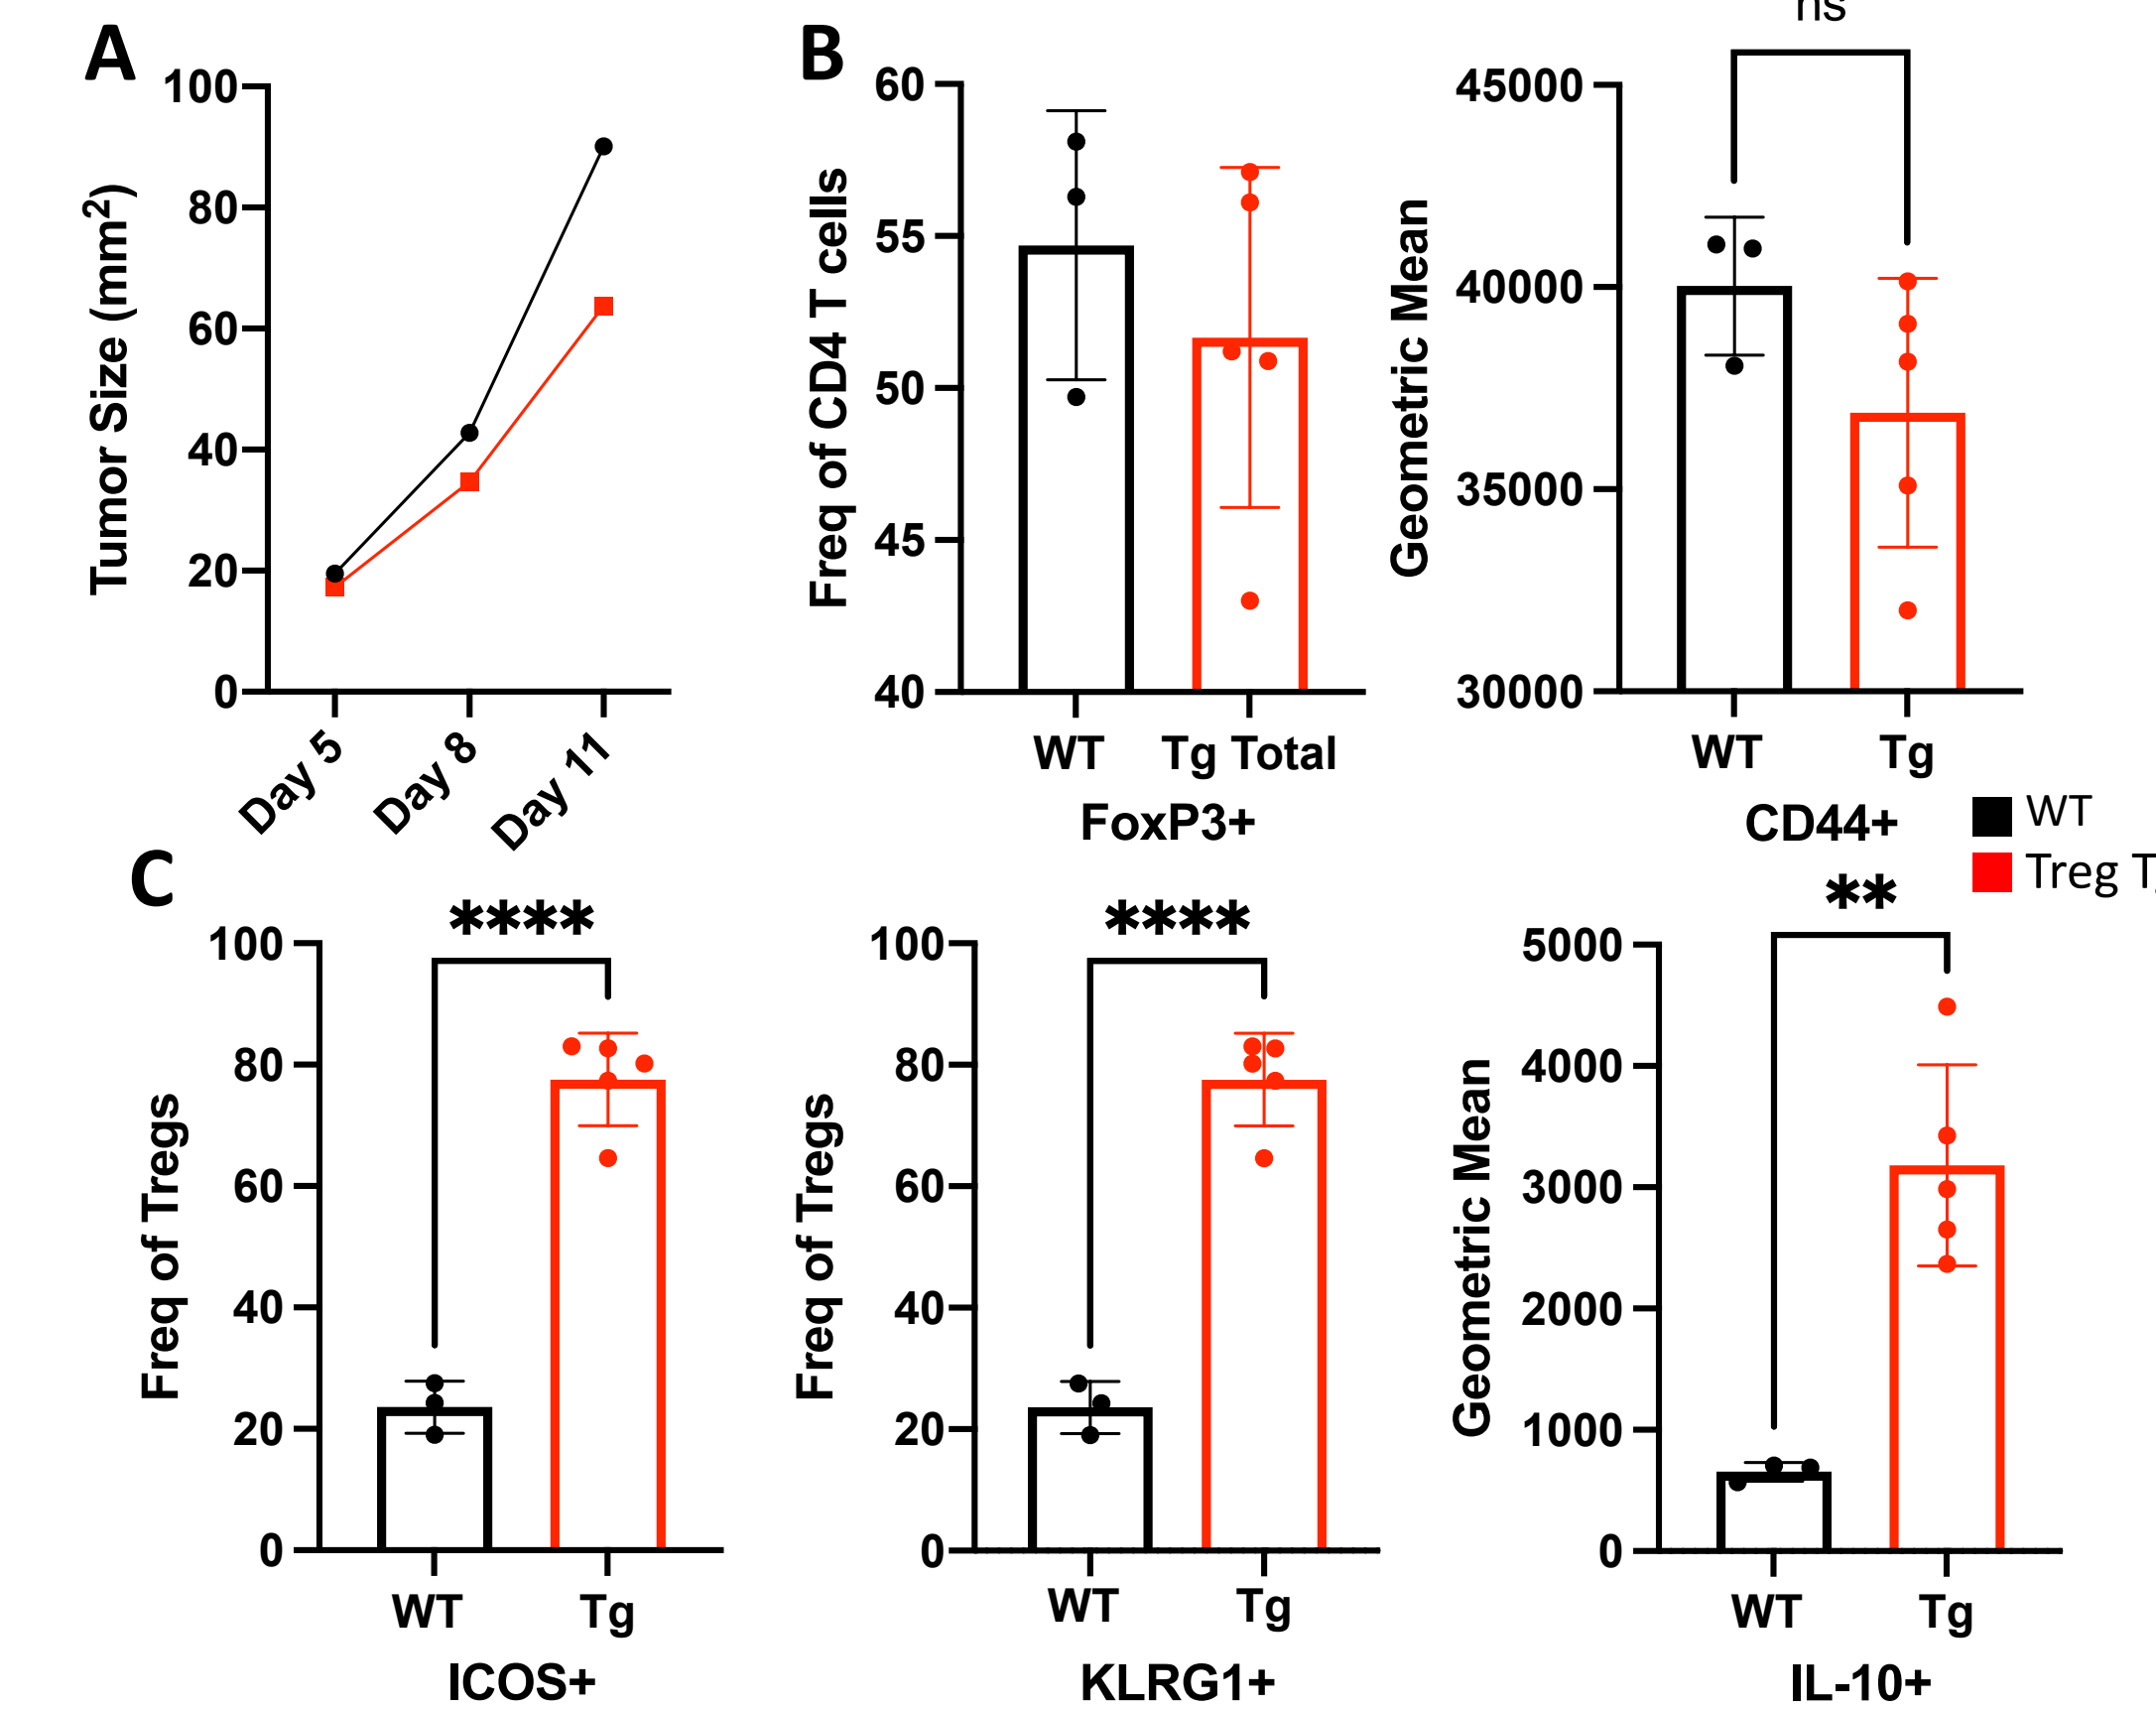 A
100
80
60
40
20
0
Tumor Size (mm²)
Day 5
Day 8
Day 11
B
60
55
50
45
40
Freq of CD4 T cells
WT
Tg Total
FoxP3+
ns
45000
40000
35000
30000
Geometric Mean
WT
Tg
CD44+
WT
Treg
C
****
100
80
60
40
20
0
Freq of Tregs
WT
Tg
ICOS+
****
100
80
60
40
20
0
Freq of Tregs
WT
Tg
KLRG1+
**
5000
4000
3000
2000
1000
0
Geometric Mean
WT
Tg
IL-10+